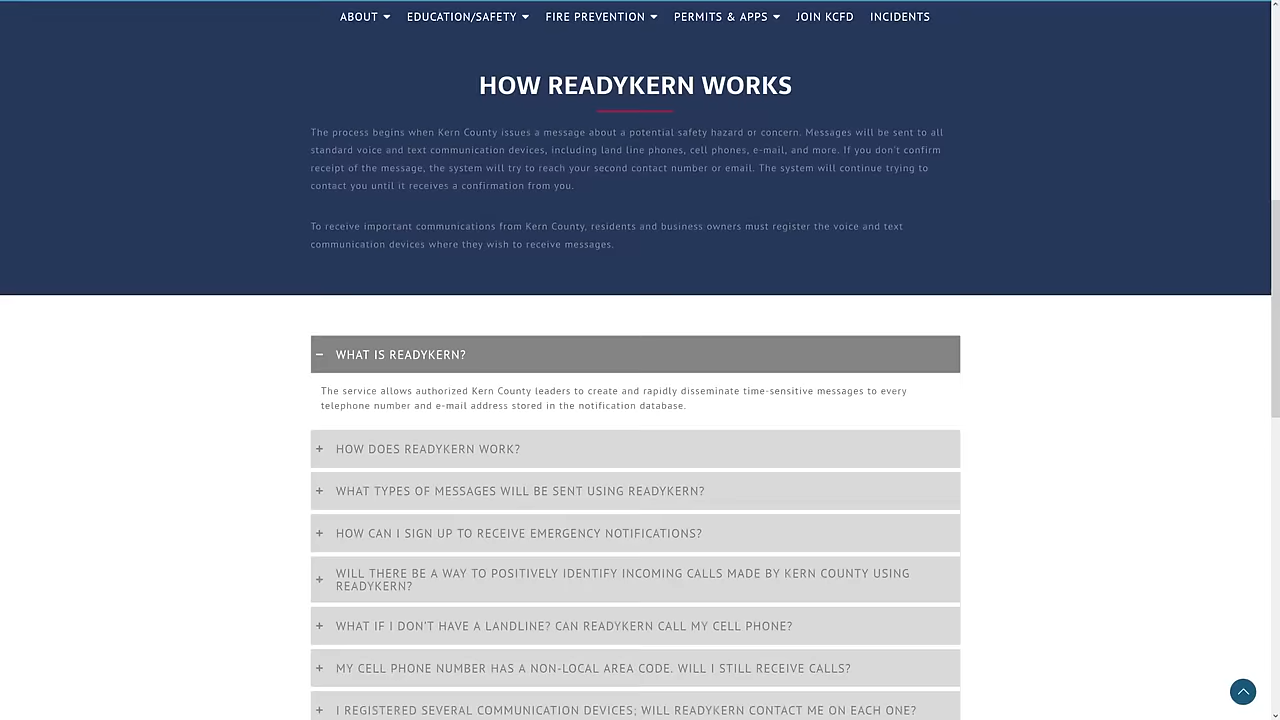 ABOUT EDUCATION/SAFETY FIRE PREVENTION PERMITS & APPS JOIN KCFD INCIDENTS
HOW READYKERN WORKS
The process begins when Kern County issues a message about a potential safety hazard or concern. Messages will be sent to all
standard voice and text communication devices, including land line phones, cell phones, e-mail, and more. If you don't confirm
receipt of the message, the system will try to reach your second contact number or email. The system will continue trying to
contact you until it receives a confirmation from you.
To receive important communications from Kern County, residents and business owners must register the voice and text
communication devices where they wish to receive messages.
− WHAT IS READYKERN?
The service allows authorized Kern County leaders to create and rapidly disseminate time-sensitive messages to every
telephone number and e-mail address stored in the notification database.
+ HOW DOES READYKERN WORK?
+ WHAT TYPES OF MESSAGES WILL BE SENT USING READYKERN?
+ HOW CAN I SIGN UP TO RECEIVE EMERGENCY NOTIFICATIONS?
+ WILL THERE BE A WAY TO POSITIVELY IDENTIFY INCOMING CALLS MADE BY KERN COUNTY USING
READYKERN?
+ WHAT IF I DON'T HAVE A LANDLINE? CAN READYKERN CALL MY CELL PHONE?
+ MY CELL PHONE NUMBER HAS A NON-LOCAL AREA CODE. WILL I STILL RECEIVE CALLS?
+ I REGISTERED SEVERAL COMMUNICATION DEVICES; WILL READYKERN CONTACT ME ON EACH ONE?